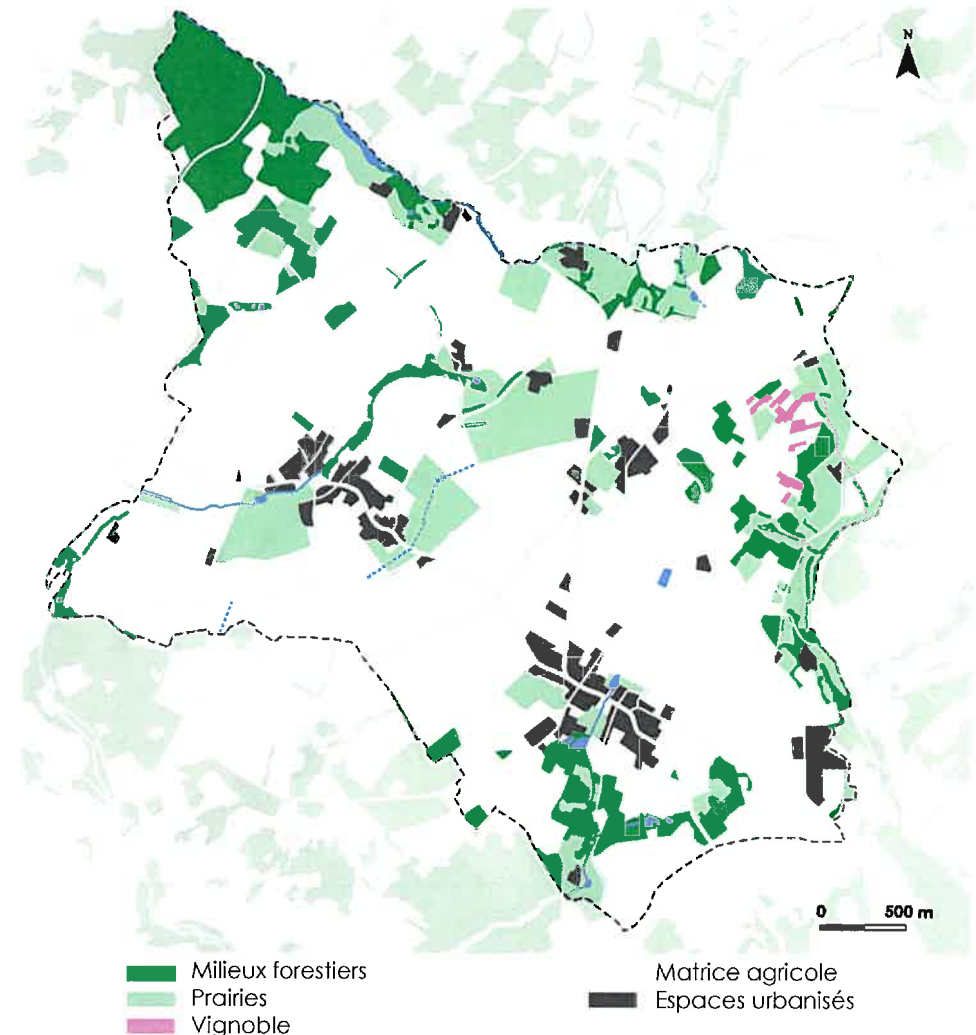 N
0 500 m
Milieux forestiers
Prairies
Vignoble
Matrice agricole
Espaces urbanisés